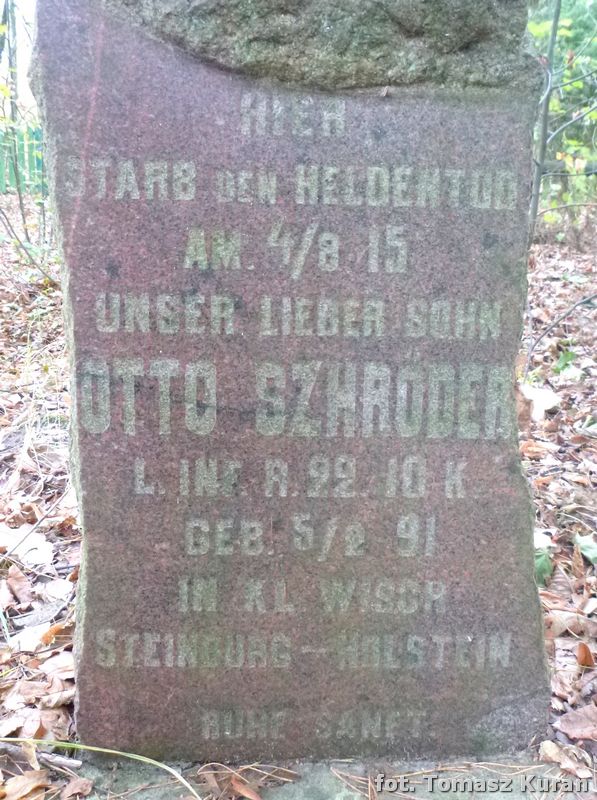 HIER
STARB DEN HELDENTOD
AM. 4/8 15
UNSER LIEBER SOHN
OTTO SZHRÖDER
L. INF. R. 22. 10 K.
GEB. 5/2 91
IN KL. WISCH
STEINBURG – HOLSTEIN
RUHE SANFT
fot. Tomasz Kuran